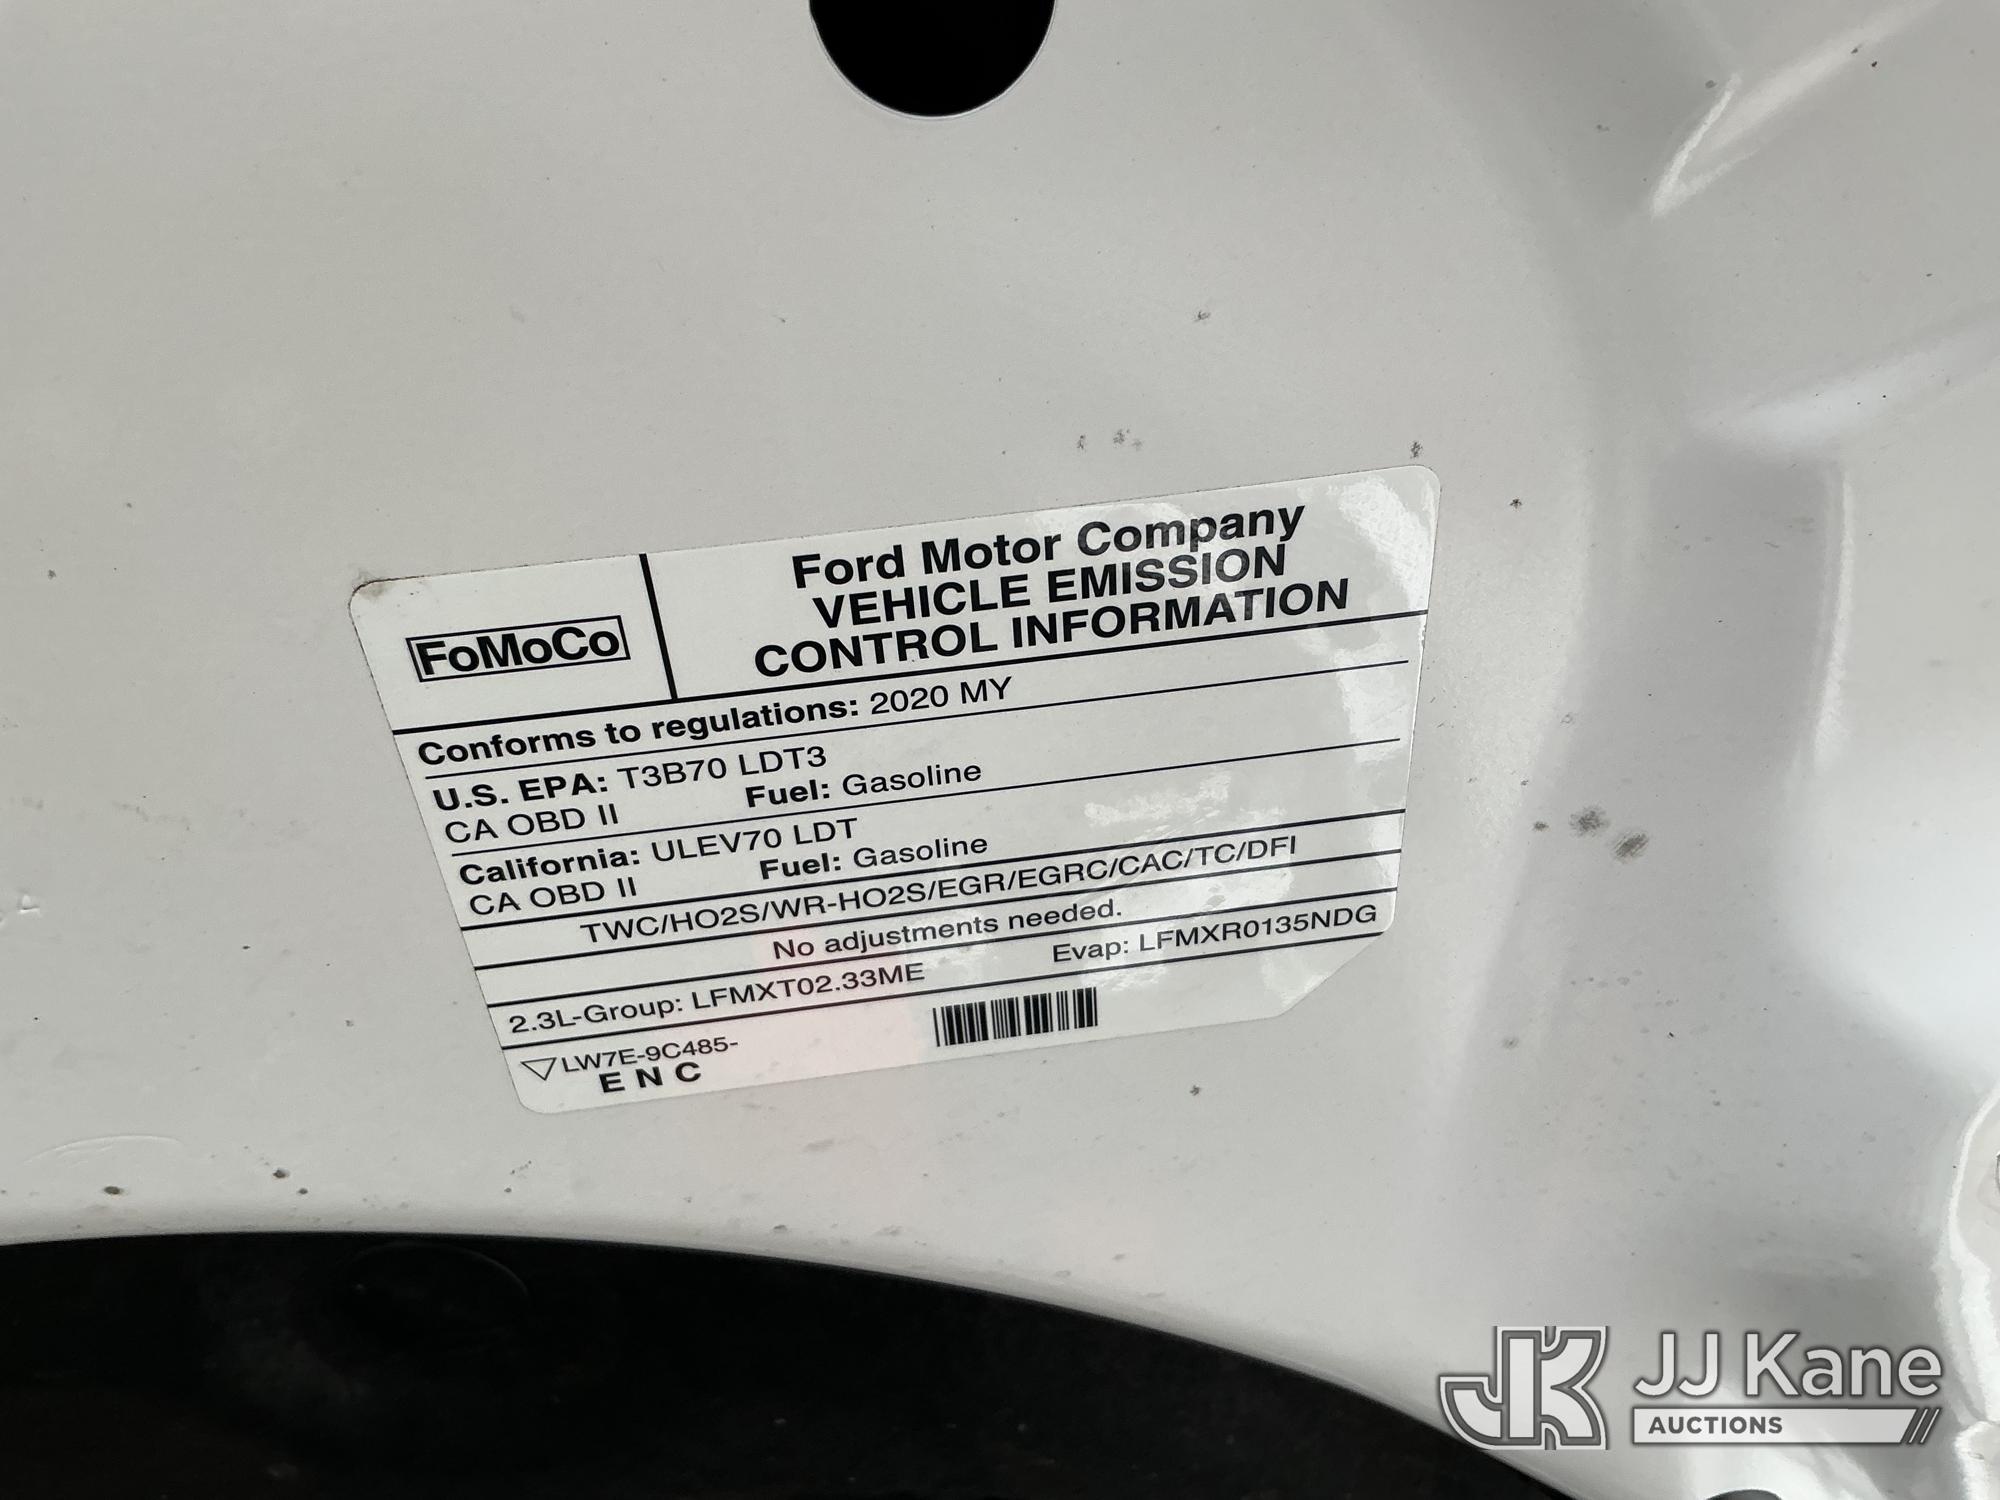 FoMoCo
Ford Motor Company
VEHICLE EMISSION
CONTROL INFORMATION
Conforms to regulations: 2020 MY
U.S. EPA: T3B70 LDT3
CA OBD II Fuel: Gasoline
California: ULEV70 LDT
CA OBD II Fuel: Gasoline
TWC/HO2S/WR-HO2S/EGR/EGRC/CAC/TC/DFI
No adjustments needed.
2.3L-Group: LFMXT02.33ME Evap: LFMXR0135NDG
LW7E-9C485-
E N C
JK JJ Kane
AUCTIONS